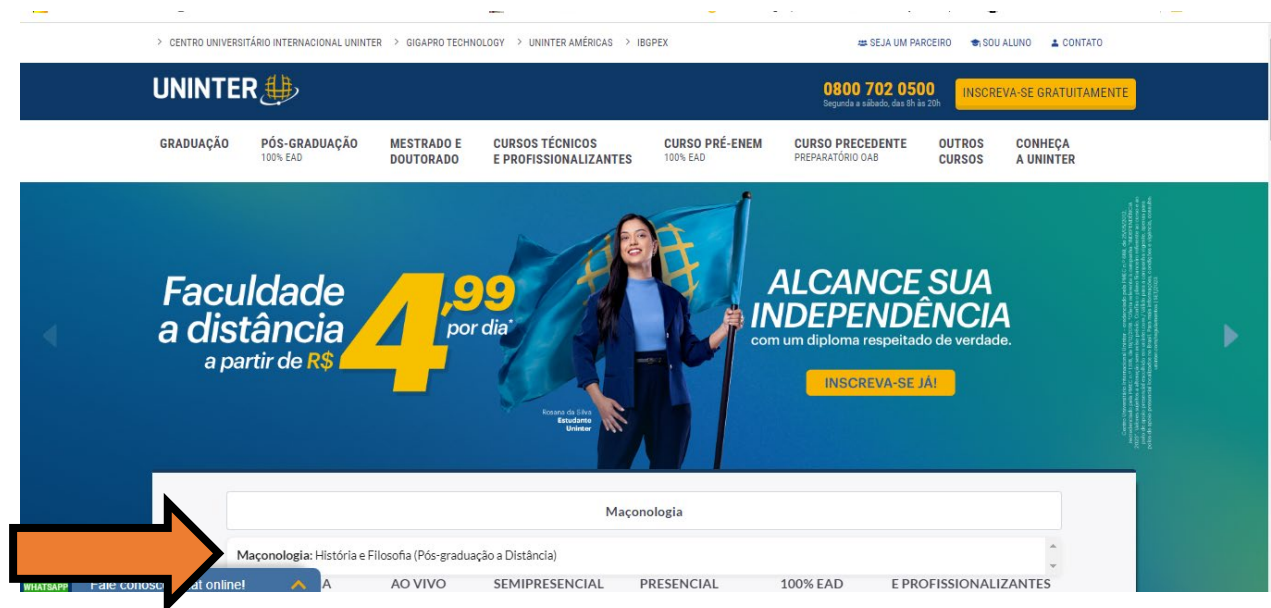 > CENTRO UNIVERSITÁRIO INTERNACIONAL UNINTER > GIGAPRO TECHNOLOGY > UNINTER AMÉRICAS > IBGPEX
SEJA UM PARCEIRO SOU ALUNO CONTATO
UNINTER
0800 702 0500
Segunda a sábado, das 8h às 20h
INSCREVA-SE GRATUITAMENTE
GRADUAÇÃO
PÓS-GRADUAÇÃO
100% EAD
MESTRADO E
DOUTORADO
CURSOS TÉCNICOS
E PROFISSIONALIZANTES
CURSO PRÉ-ENEM
100% EAD
CURSO PRECEDENTE
PREPARATÓRIO OAB
OUTROS
CURSOS
CONHEÇA
A UNINTER
Faculdade
a distância
a partir de R$
4,99
por dia*
ALCANCE SUA
INDEPENDÊNCIA
com um diploma respeitado de verdade.
INSCREVA-SE JÁ!
Rosana da Silva
Estudante
Uninter
Maçonologia
Maçonologia: História e Filosofia (Pós-graduação a Distância)
WHATSAPP
Fale conosc at online!
A
AO VIVO
SEMIPRESENCIAL
PRESENCIAL
100% EAD
E PROFISSIONALIZANTES